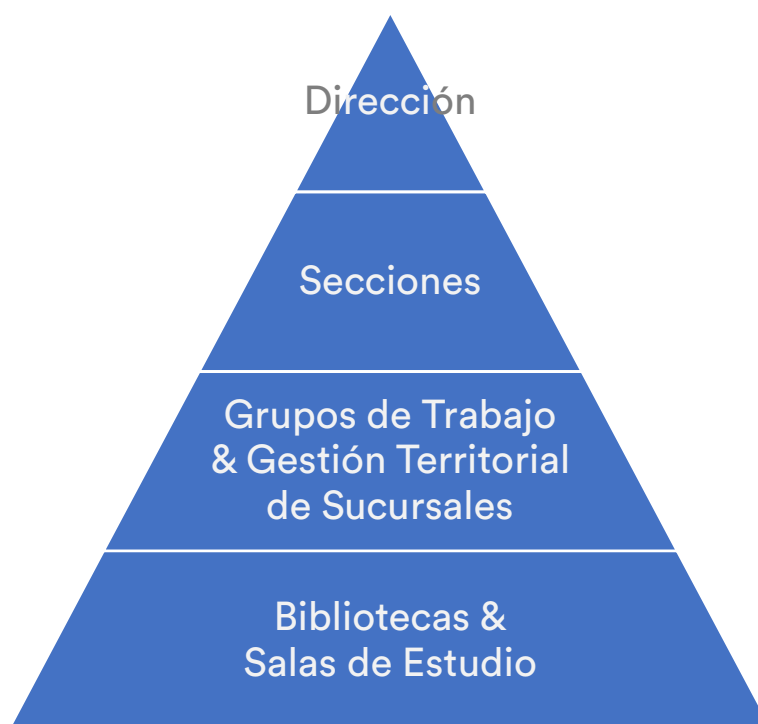 Dirección
Secciones
Grupos de Trabajo
& Gestión Territorial
de Sucursales
Bibliotecas &
Salas de Estudio